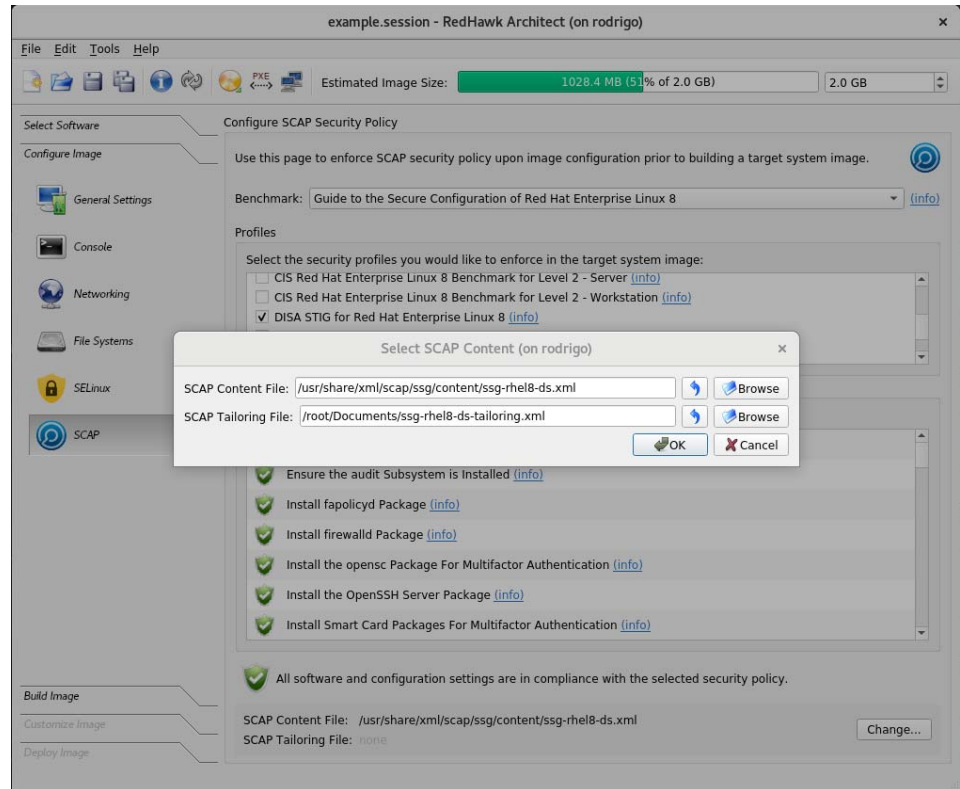 example.session - RedHawk Architect (on rodrigo)
File Edit Tools Help
PXE
Estimated Image Size: 1028.4 MB (51% of 2.0 GB) 2.0 GB
Select Software
Configure Image
General Settings
Console
Networking
File Systems
SELinux
SCAP
Build Image
Customize Image
Deploy Image
Configure SCAP Security Policy
Use this page to enforce SCAP security policy upon image configuration prior to building a target system image.
Benchmark: Guide to the Secure Configuration of Red Hat Enterprise Linux 8 (info)
Profiles
Select the security profiles you would like to enforce in the target system image:
CIS Red Hat Enterprise Linux 8 Benchmark for Level 2 - Server (info)
CIS Red Hat Enterprise Linux 8 Benchmark for Level 2 - Workstation (info)
DISA STIG for Red Hat Enterprise Linux 8 (info)
Select SCAP Content (on rodrigo)
SCAP Content File: /usr/share/xml/scap/ssg/content/ssg-rhel8-ds.xml Browse
SCAP Tailoring File: /root/Documents/ssg-rhel8-ds-tailoring.xml Browse
OK Cancel
Ensure the audit Subsystem is Installed (info)
Install fapolicyd Package (info)
Install firewalld Package (info)
Install the opensc Package For Multifactor Authentication (info)
Install the OpenSSH Server Package (info)
Install Smart Card Packages For Multifactor Authentication (info)
All software and configuration settings are in compliance with the selected security policy.
SCAP Content File: /usr/share/xml/scap/ssg/content/ssg-rhel8-ds.xml
SCAP Tailoring File: none
Change...